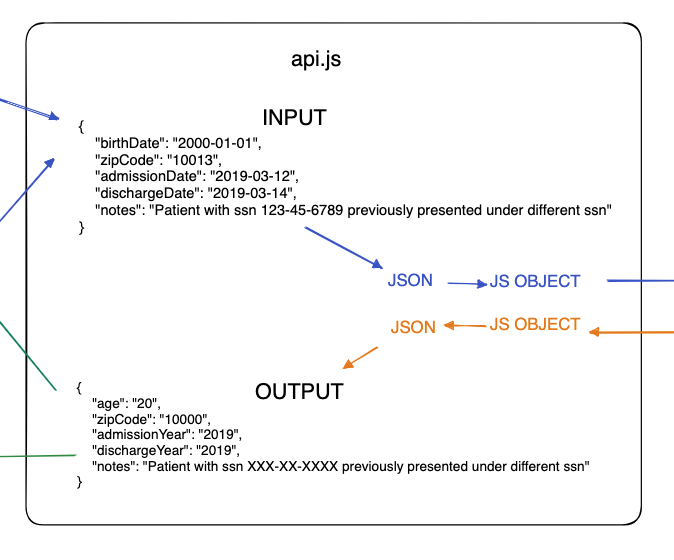 api.js
INPUT
{
"birthDate": "2000-01-01",
"zipCode": "10013",
"admissionDate": "2019-03-12",
"dischargeDate": "2019-03-14",
"notes": "Patient with ssn 123-45-6789 previously presented under different ssn"
}
JSON JS OBJECT
JSON JS OBJECT
OUTPUT
{
"age": "20",
"zipCode": "10000",
"admissionYear": "2019",
"dischargeYear": "2019",
"notes": "Patient with ssn XXX-XX-XXXX previously presented under different ssn"
}